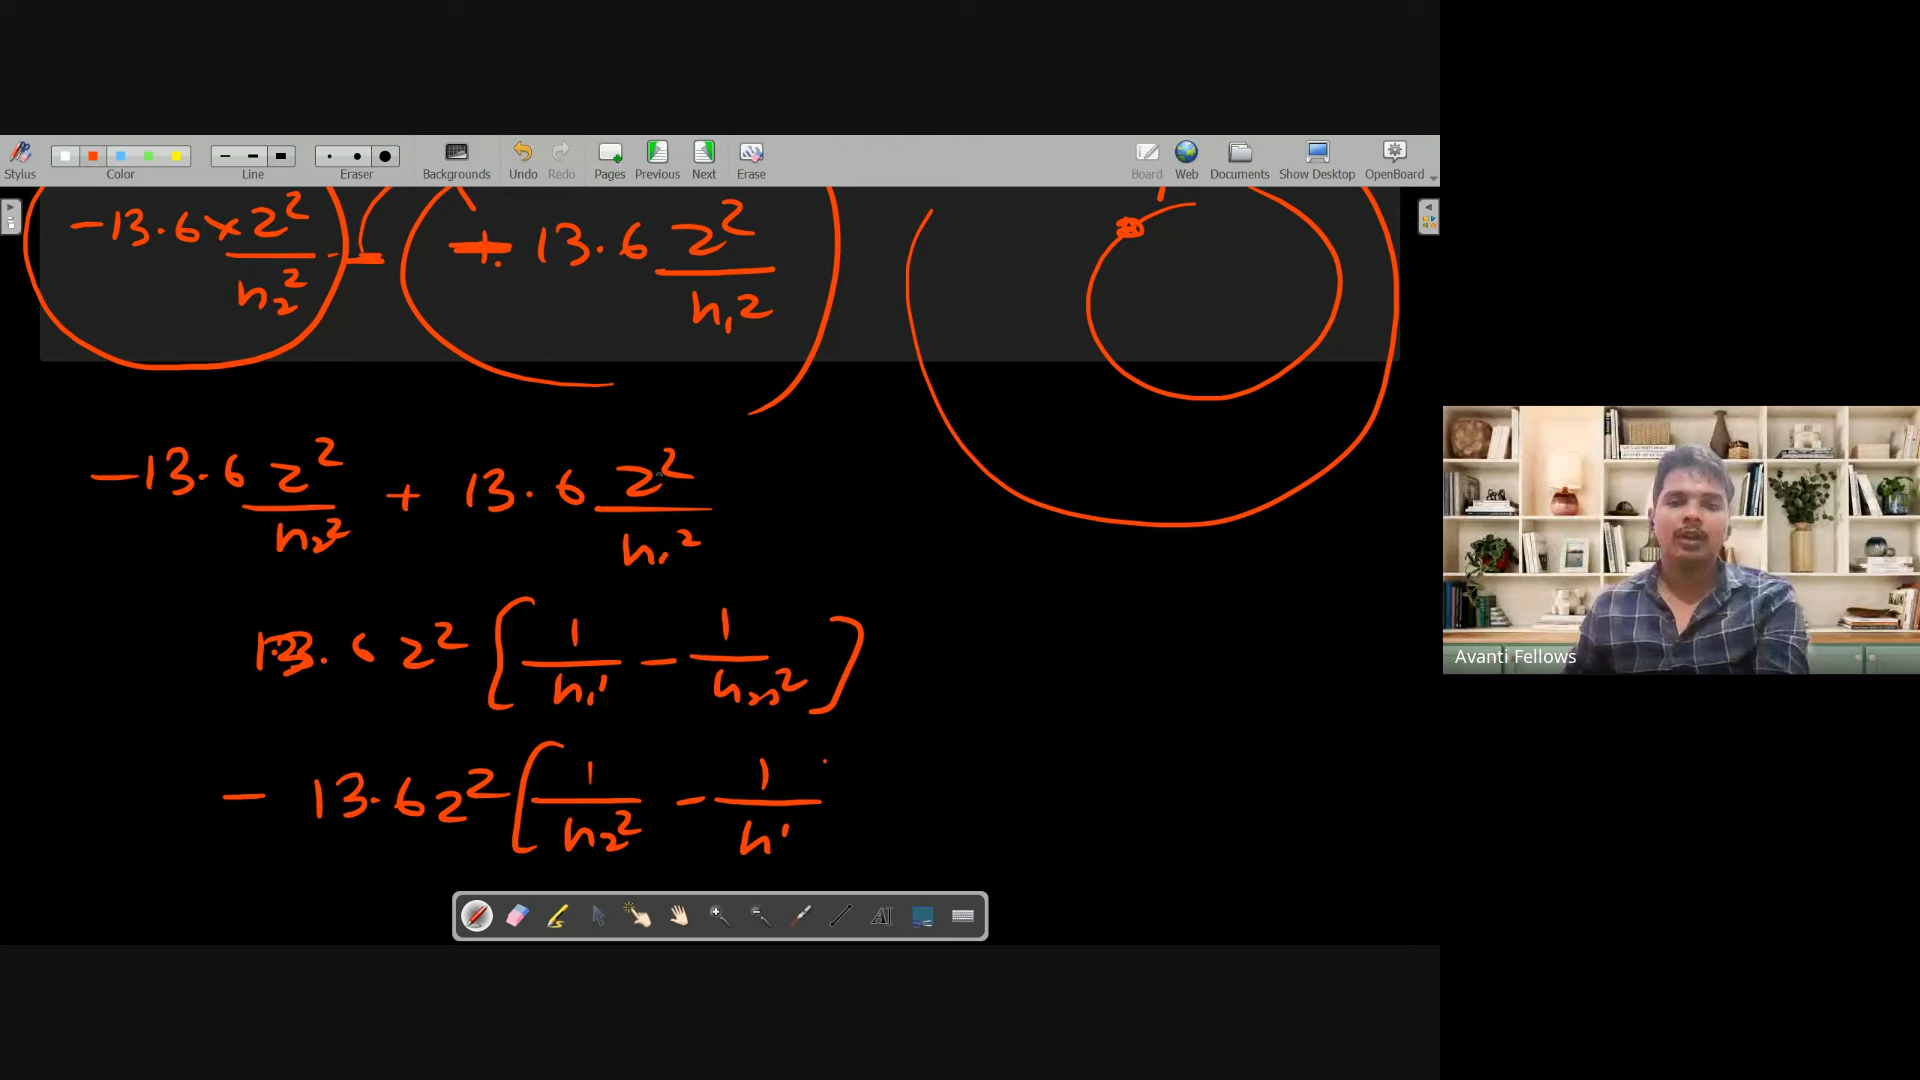 Stylus Color Line Eraser Backgrounds Undo Redo Pages Previous Next Erase Board Web Documents Show Desktop OpenBoard
-13.6 × z² / n₂² - + 13.6 z² / n₁²
-13.6 z² / n₂² + 13.6 z² / n₁²
13.6 z² [ 1 / n₁' - 1 / n₂² ]
- 13.6 z² [ 1 / n₂² - 1 / n'
Avanti Fellows